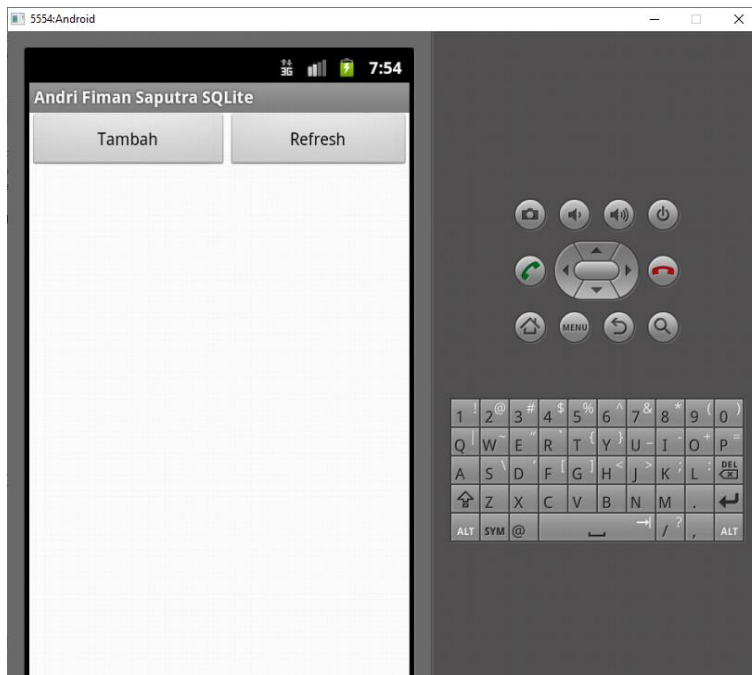 5554:Android
3G 7:54
Andri Fiman Saputra SQLite
Tambah Refresh
MENU
1 ! 2 @ 3 # 4 $ 5 % 6 ^ 7 & 8 * 9 ( 0 )
Q | W ~ E " R ` T { Y } U - I - O + P =
A S \ D ' F [ G ] H < J > K ; L : DEL
Z X C V B N M .
ALT SYM @ / ? , ALT